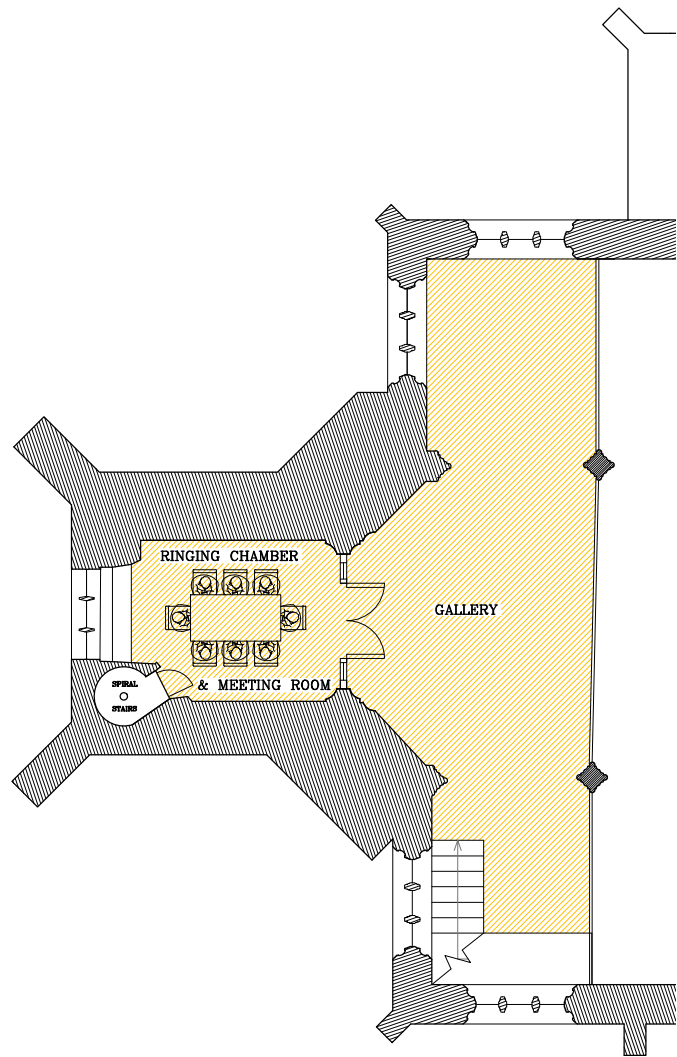 RINGING CHAMBER
GALLERY
& MEETING ROOM
SPIRAL
STAIRS